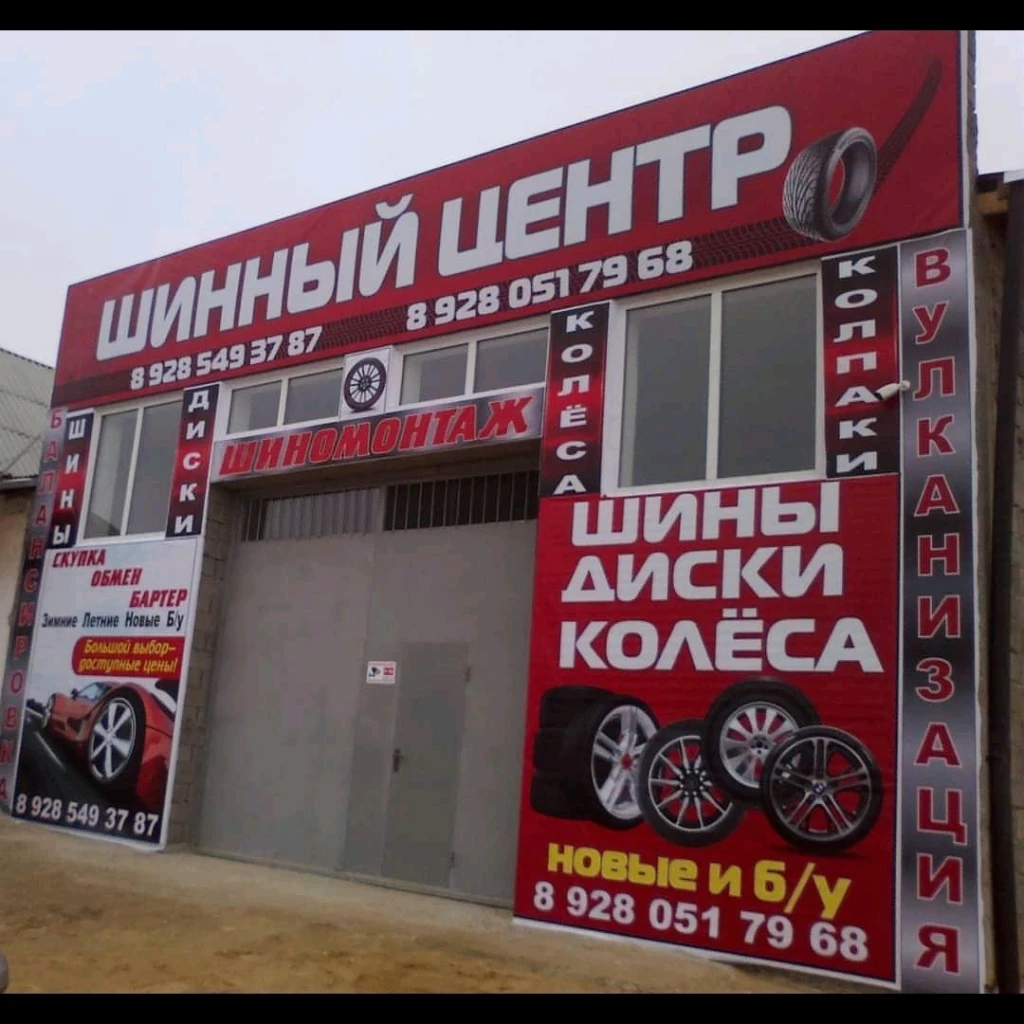 ШИННЫЙ ЦЕНТР
8 928 549 37 87
8 928 051 79 68
БАЛАНСИРОВКА
ШИНЫ
ДИСКИ
ШИНОМОНТАЖ
КОЛЁСА
КОЛПАКИ
ВУЛКАНИЗАЦИЯ
СКУПКА
ОБМЕН
БАРТЕР
Зимние Летние Новые Б/у
Большой выбор-
доступные цены!
8 928 549 37 87
ШИНЫ
ДИСКИ
КОЛЁСА
новые и б/у
8 928 051 79 68